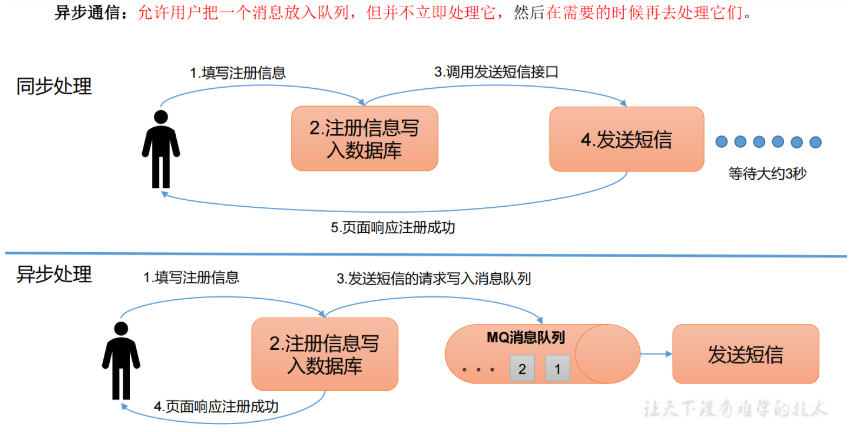 异步通信：允许用户把一个消息放入队列，但并不立即处理它，然后在需要的时候再去处理它们。
同步处理
1.填写注册信息
3.调用发送短信接口
2.注册信息写
入数据库
4.发送短信
等待大约3秒
5.页面响应注册成功
异步处理
1.填写注册信息
3.发送短信的请求写入消息队列
2.注册信息写
入数据库
MQ消息队列
。。。 2 1
发送短信
4.页面响应注册成功
让天下没有难学的技术